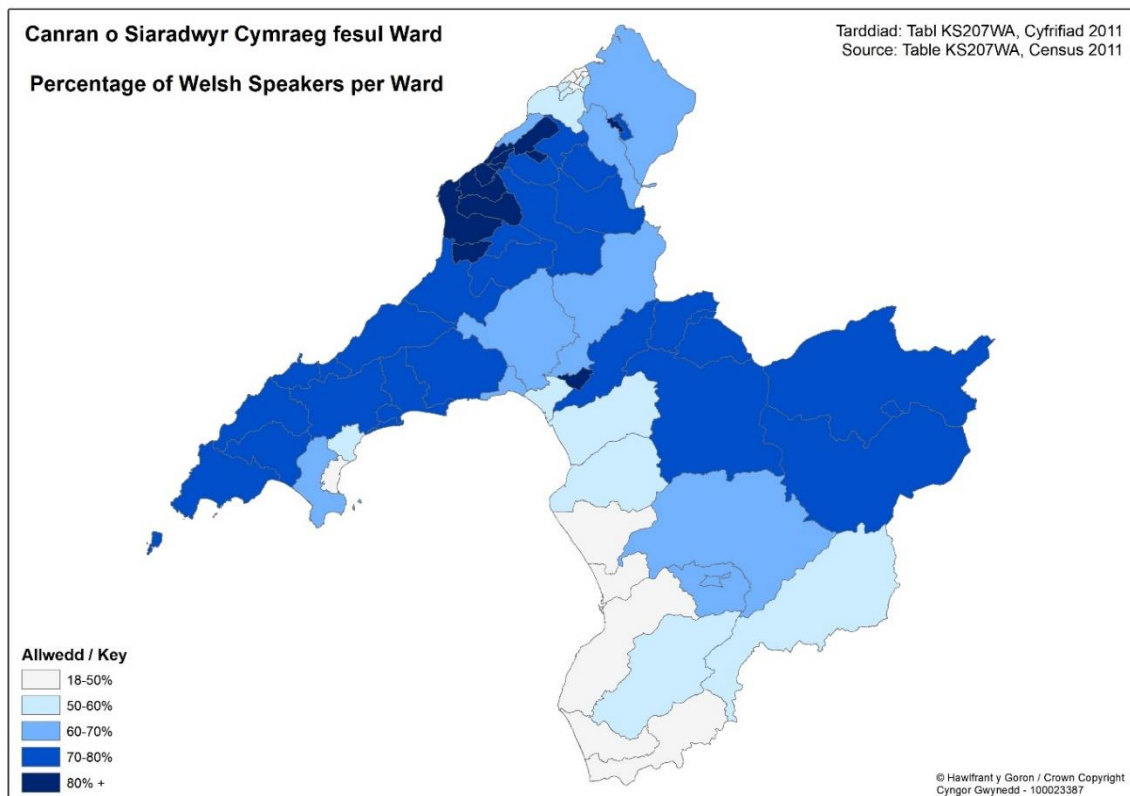 Canran o Siaradwyr Cymraeg fesul Ward
Percentage of Welsh Speakers per Ward
Tarddiad: Tabl KS207WA, Cyfrifiad 2011
Source: Table KS207WA, Census 2011
Allwedd / Key
18-50%
50-60%
60-70%
70-80%
80% +
© Hawlfraint y Goron / Crown Copyright
Cyngor Gwynedd - 100023387